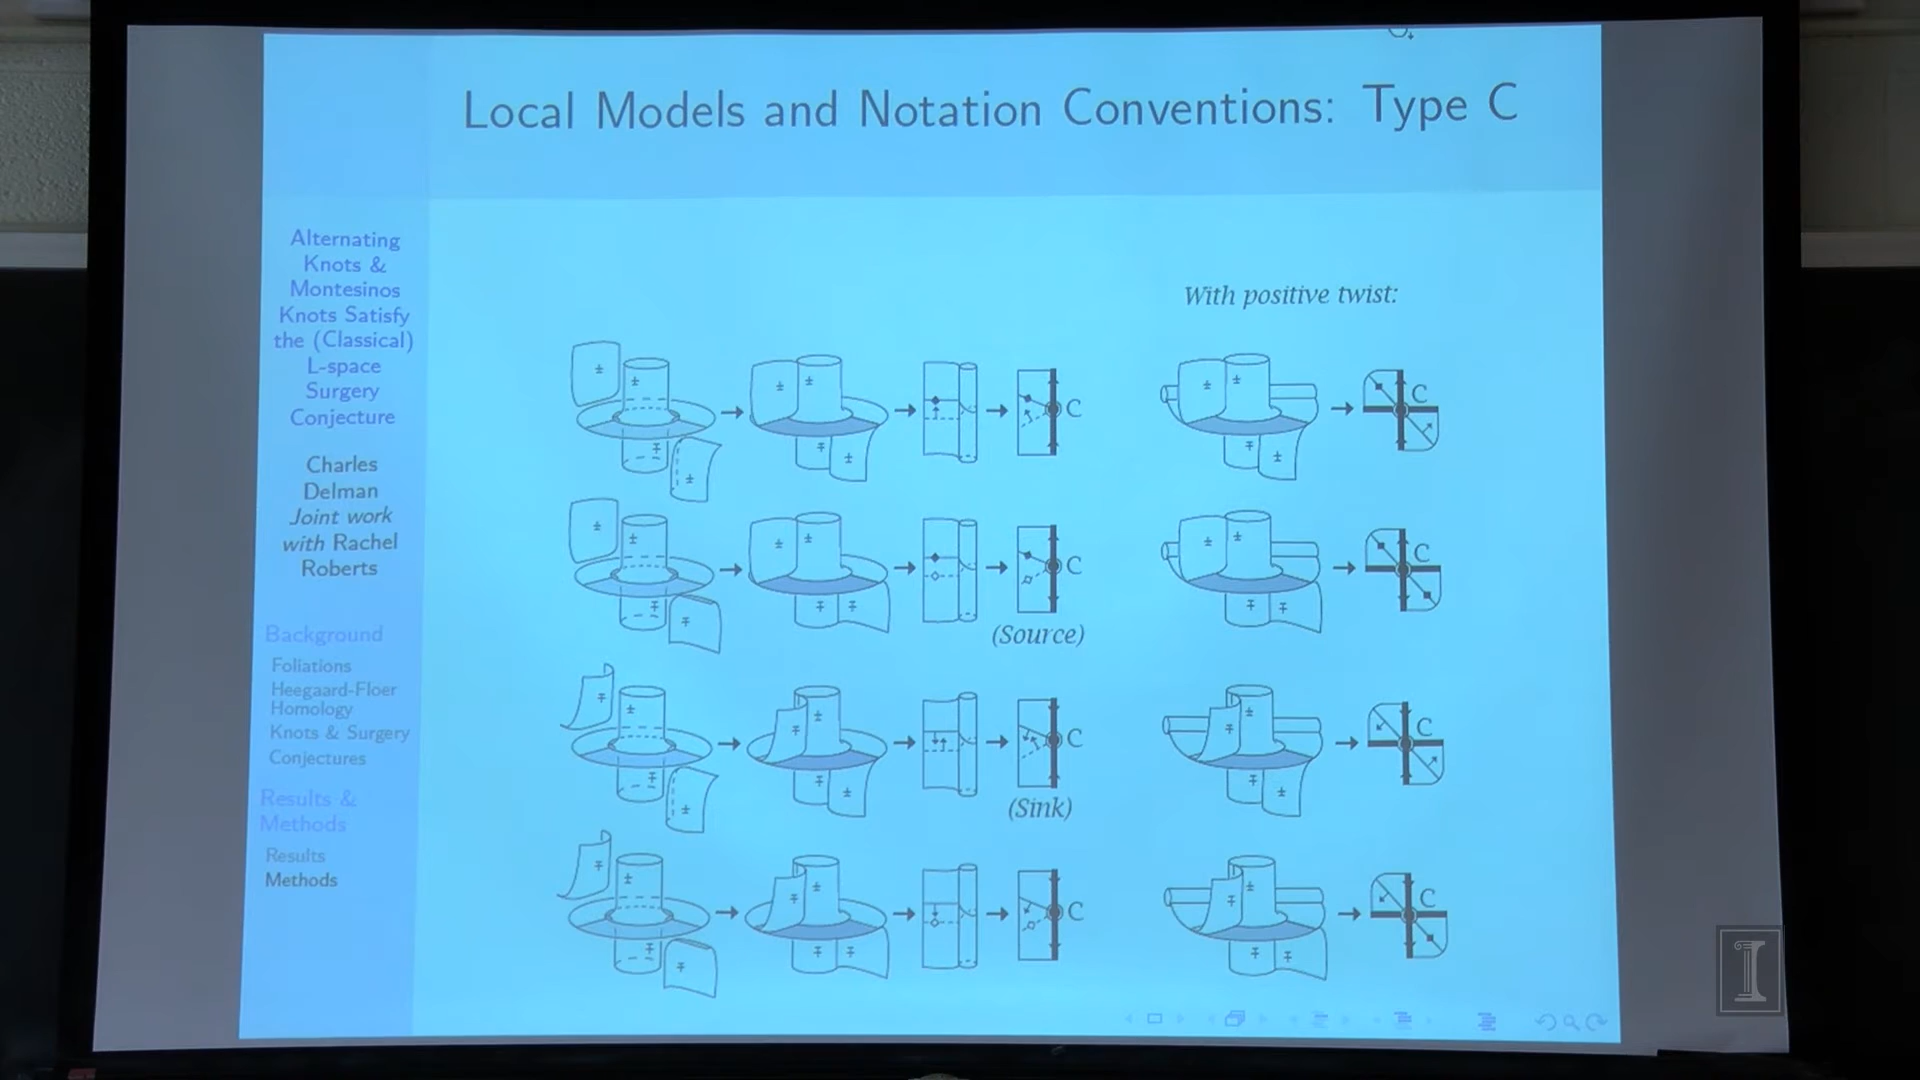 Local Models and Notation Conventions: Type C
Alternating
Knots &
Montesinos
Knots Satisfy
the (Classical)
L-space
Surgery
Conjecture
Charles
Delman
Joint work
with Rachel
Roberts
Background
Foliations
Heegaard-Floer
Homology
Knots & Surgery
Conjectures
Results &
Methods
Results
Methods
With positive twist:
± ± ∓ ± ± ± ∓ ± C ± ± ∓ ± C
± ± ∓ ∓ ± ± ∓ ∓ C ± ± ∓ ∓ C
(Source)
∓ ± ∓ ± ∓ ± ∓ ± C ∓ ± ∓ ± C
(Sink)
∓ ± ∓ ∓ ∓ ± ∓ ∓ C ∓ ± ∓ ∓ C
I